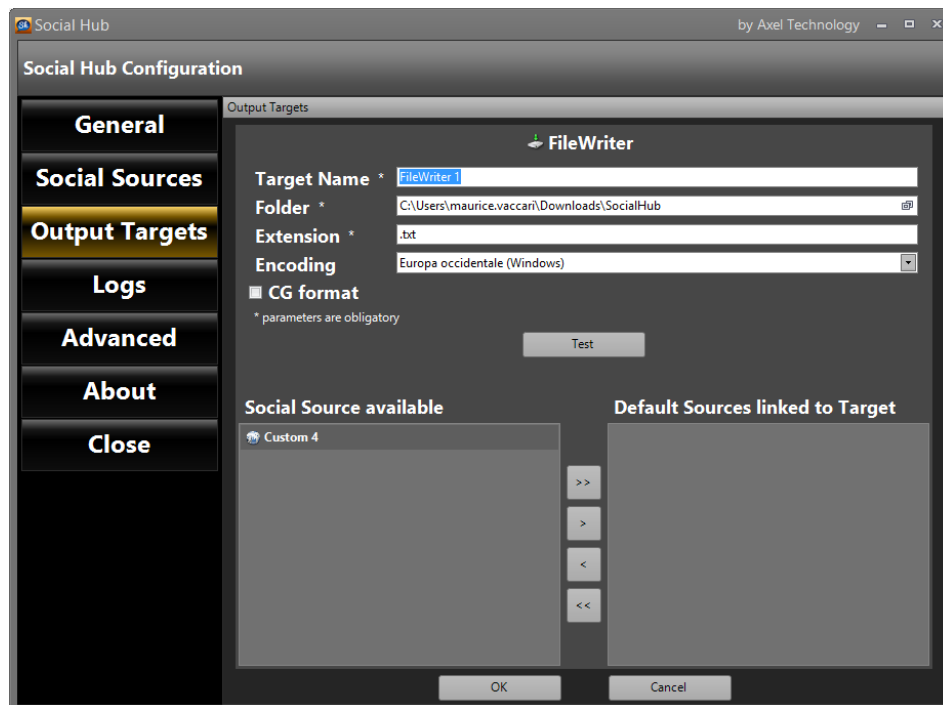 Social Hub by Axel Technology
Social Hub Configuration
General
Social Sources
Output Targets
Logs
Advanced
About
Close
Output Targets
FileWriter
Target Name * FileWriter 1
Folder * C:\Users\maurice.vaccari\Downloads\SocialHub
Extension * .txt
Encoding Europa occidentale (Windows)
CG format
* parameters are obligatory
Test
Social Source available
Default Sources linked to Target
Custom 4
>>
>
<
<<
OK Cancel